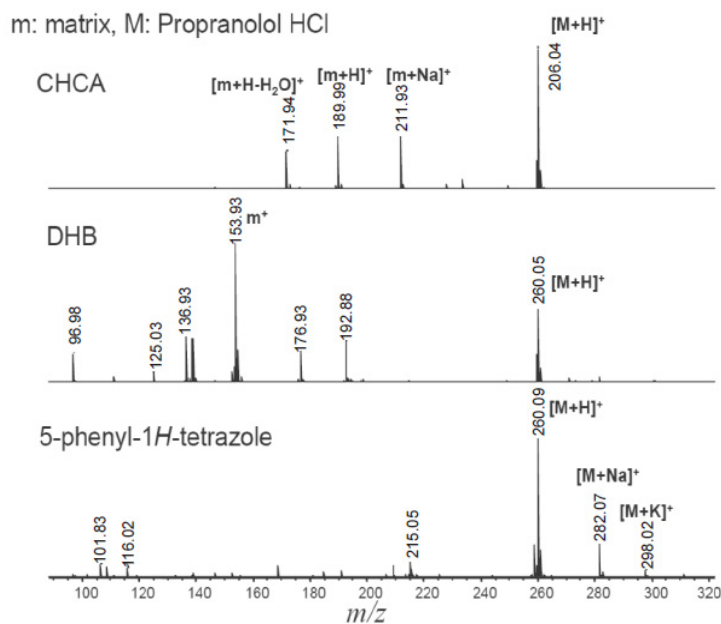 m: matrix, M: Propranolol HCl
CHCA
[m+H-H₂O]⁺
171.94
[m+H]⁺
189.99
[m+Na]⁺
211.93
[M+H]⁺
206.04
DHB
96.98
125.03
136.93
153.93
m⁺
176.93
192.88
260.05
[M+H]⁺
5-phenyl-1H-tetrazole
101.83
116.02
215.05
260.09
[M+H]⁺
[M+Na]⁺
282.07
[M+K]⁺
298.02
100 120 140 160 180 200 220 240 260 280 300 320
m/z